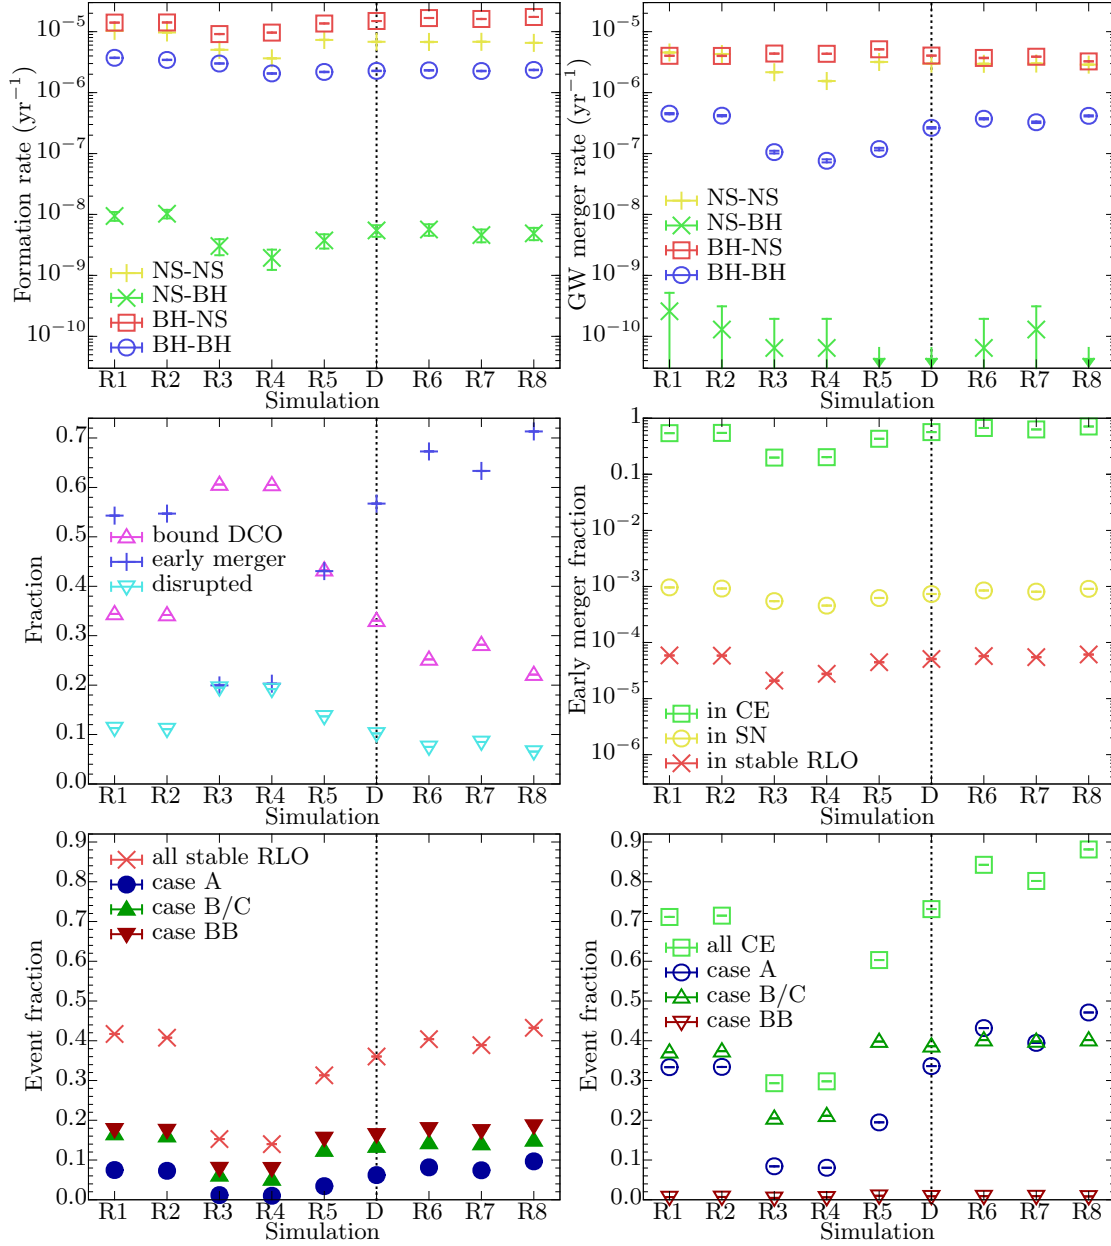 Formation rate (yr⁻¹)
10⁻⁵
10⁻⁶
10⁻⁷
10⁻⁸
10⁻⁹
10⁻¹⁰
NS-NS
NS-BH
BH-NS
BH-BH
R1 R2 R3 R4 R5 D R6 R7 R8
Simulation
GW merger rate (yr⁻¹)
10⁻⁵
10⁻⁶
10⁻⁷
10⁻⁸
10⁻⁹
10⁻¹⁰
NS-NS
NS-BH
BH-NS
BH-BH
R1 R2 R3 R4 R5 D R6 R7 R8
Simulation
Fraction
0.7
0.6
0.5
0.4
0.3
0.2
0.1
0.0
bound DCO
early merger
disrupted
R1 R2 R3 R4 R5 D R6 R7 R8
Simulation
Early merger fraction
1
0.1
10⁻²
10⁻³
10⁻⁴
10⁻⁵
10⁻⁶
in CE
in SN
in stable RLO
R1 R2 R3 R4 R5 D R6 R7 R8
Simulation
Event fraction
0.9
0.8
0.7
0.6
0.5
0.4
0.3
0.2
0.1
0.0
all stable RLO
case A
case B/C
case BB
R1 R2 R3 R4 R5 D R6 R7 R8
Simulation
Event fraction
0.9
0.8
0.7
0.6
0.5
0.4
0.3
0.2
0.1
0.0
all CE
case A
case B/C
case BB
R1 R2 R3 R4 R5 D R6 R7 R8
Simulation